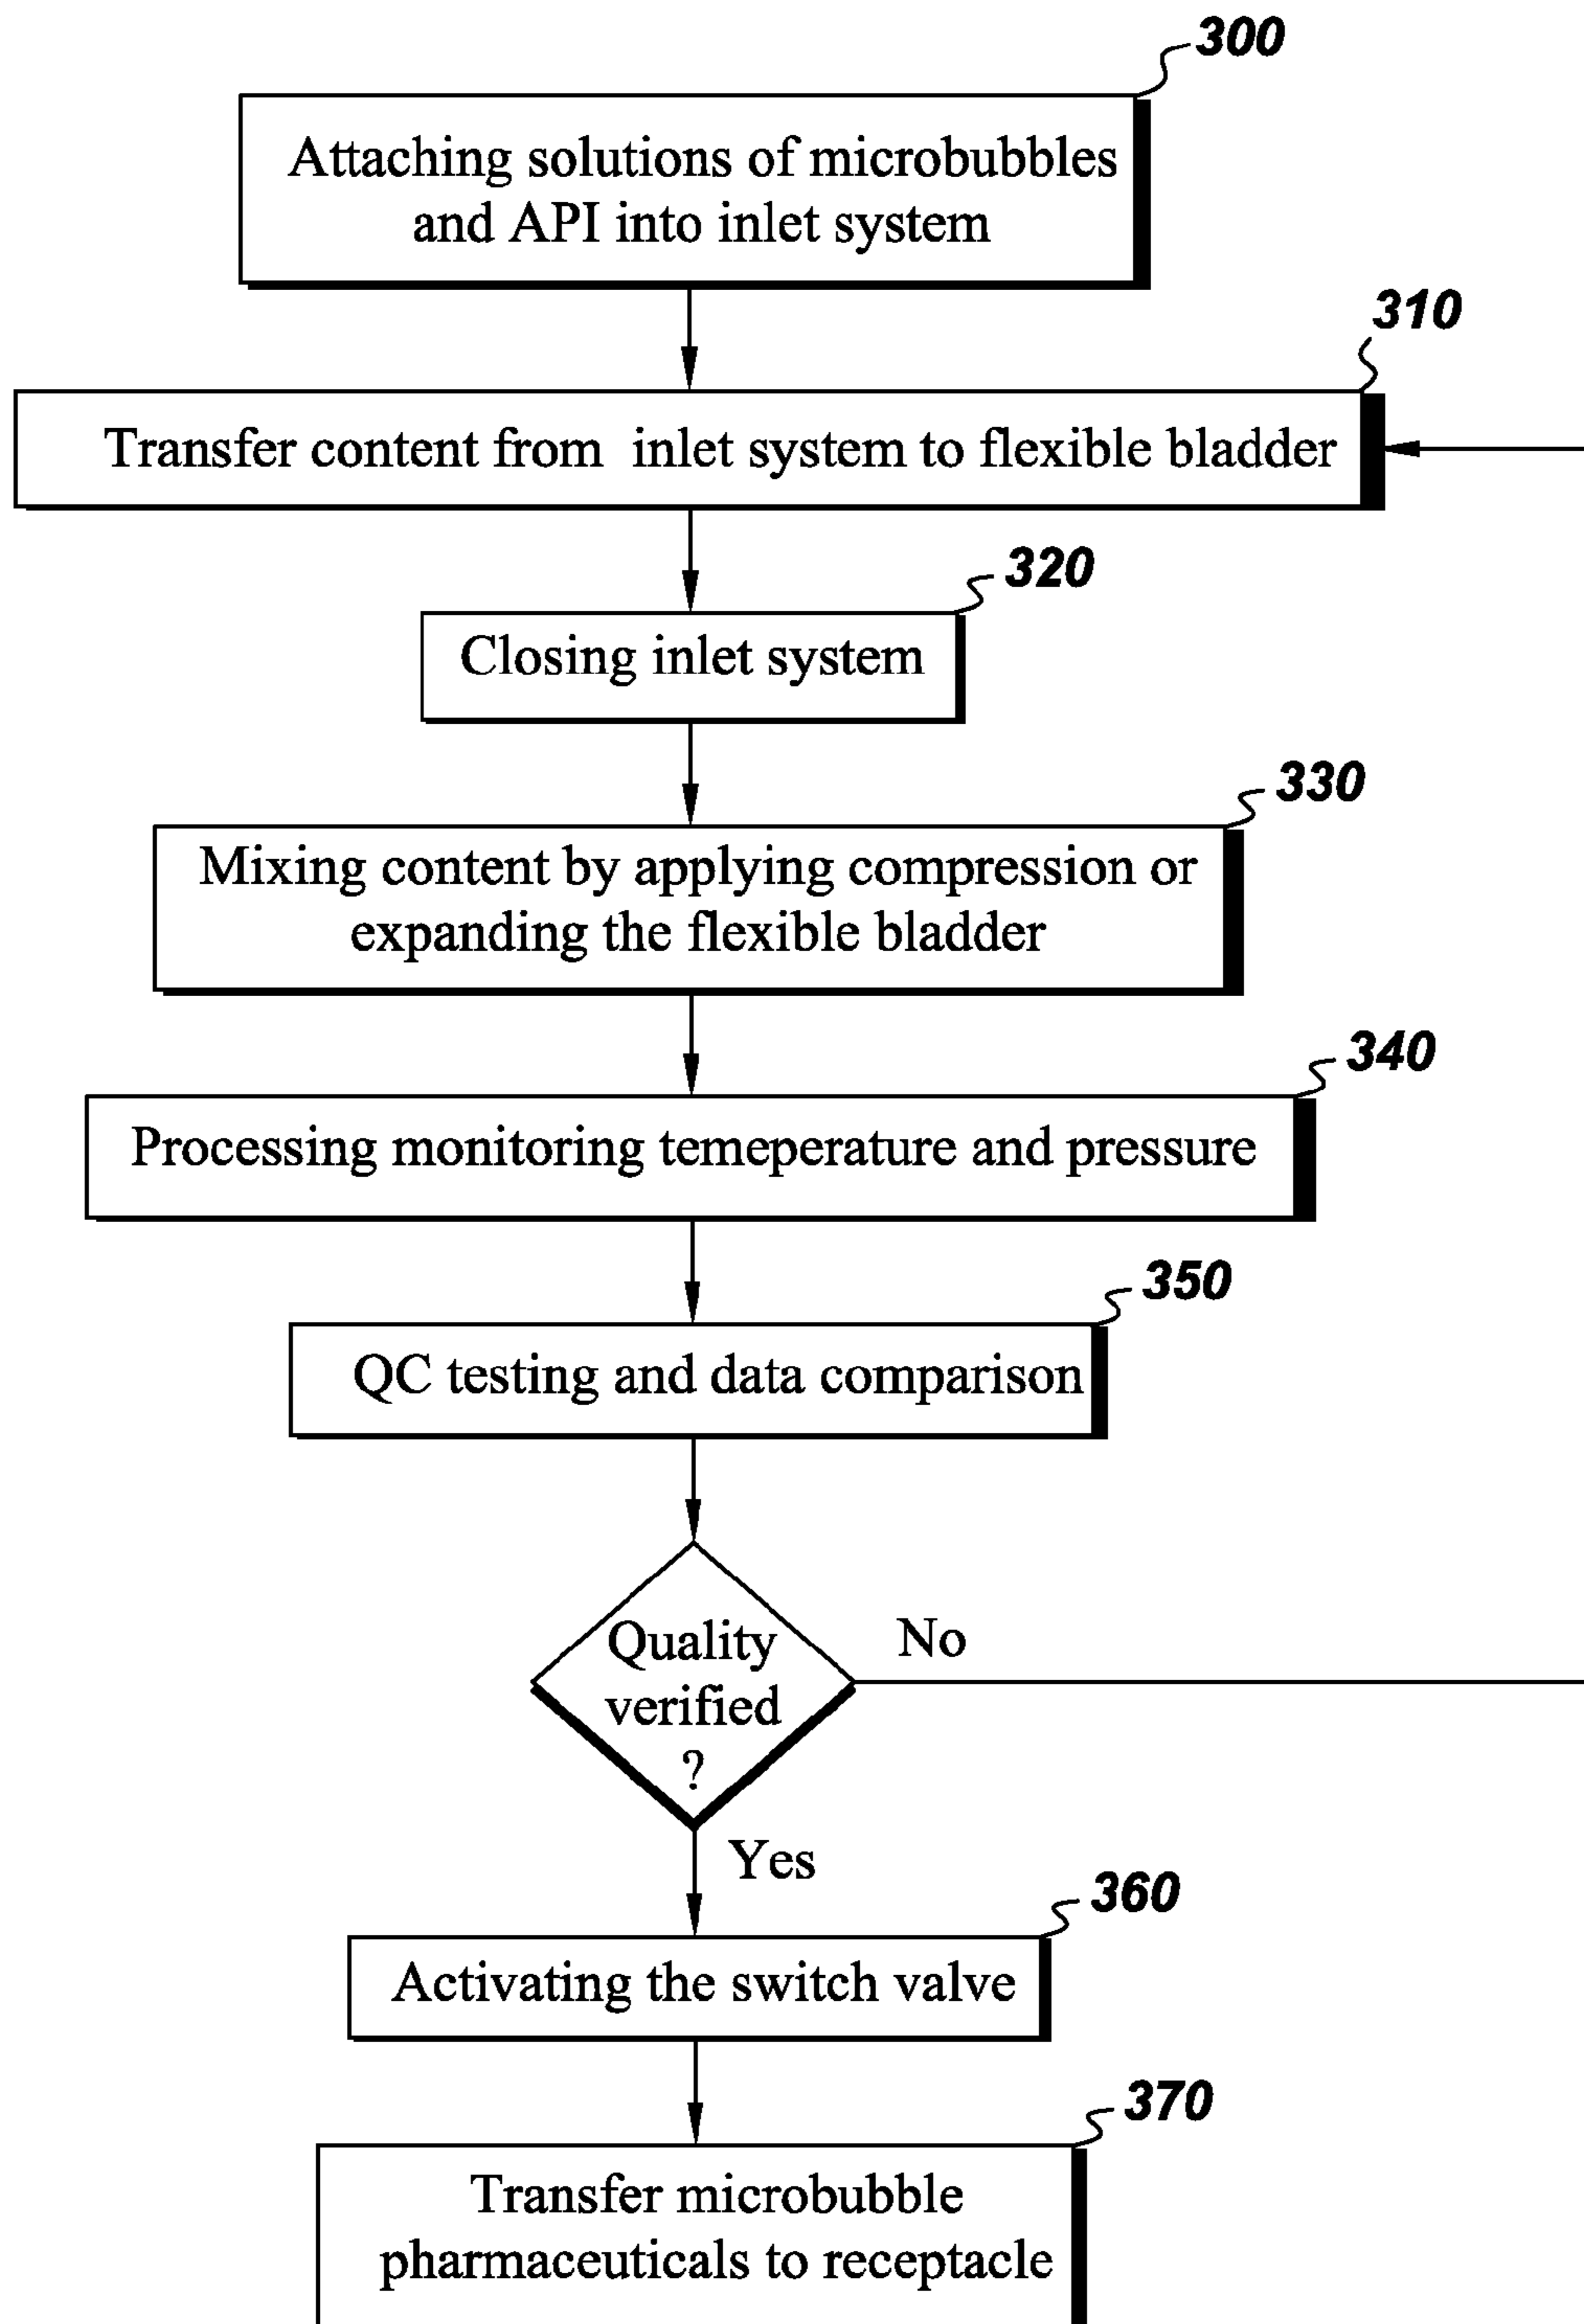 300
Attaching solutions of microbubbles
and API into inlet system
310
Transfer content from inlet system to flexible bladder
320
Closing inlet system
330
Mixing content by applying compression or
expanding the flexible bladder
340
Processing monitoring temeperature and pressure
350
QC testing and data comparison
Quality
verified
?
No
Yes
360
Activating the switch valve
370
Transfer microbubble
pharmaceuticals to receptacle